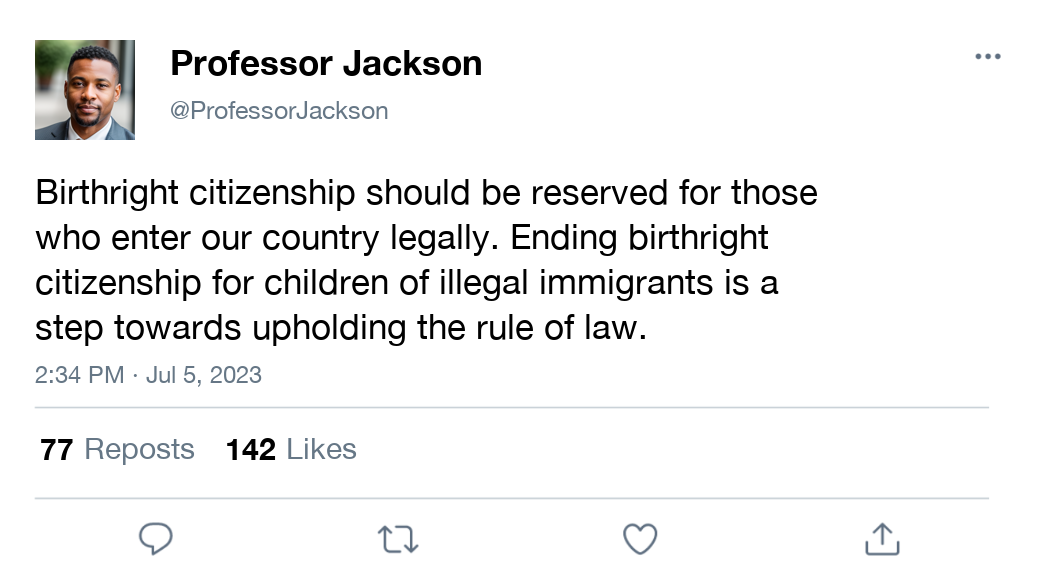 Professor Jackson
@ProfessorJackson
Birthright citizenship should be reserved for those
who enter our country legally. Ending birthright
citizenship for children of illegal immigrants is a
step towards upholding the rule of law.
2:34 PM · Jul 5, 2023
77 Reposts 142 Likes